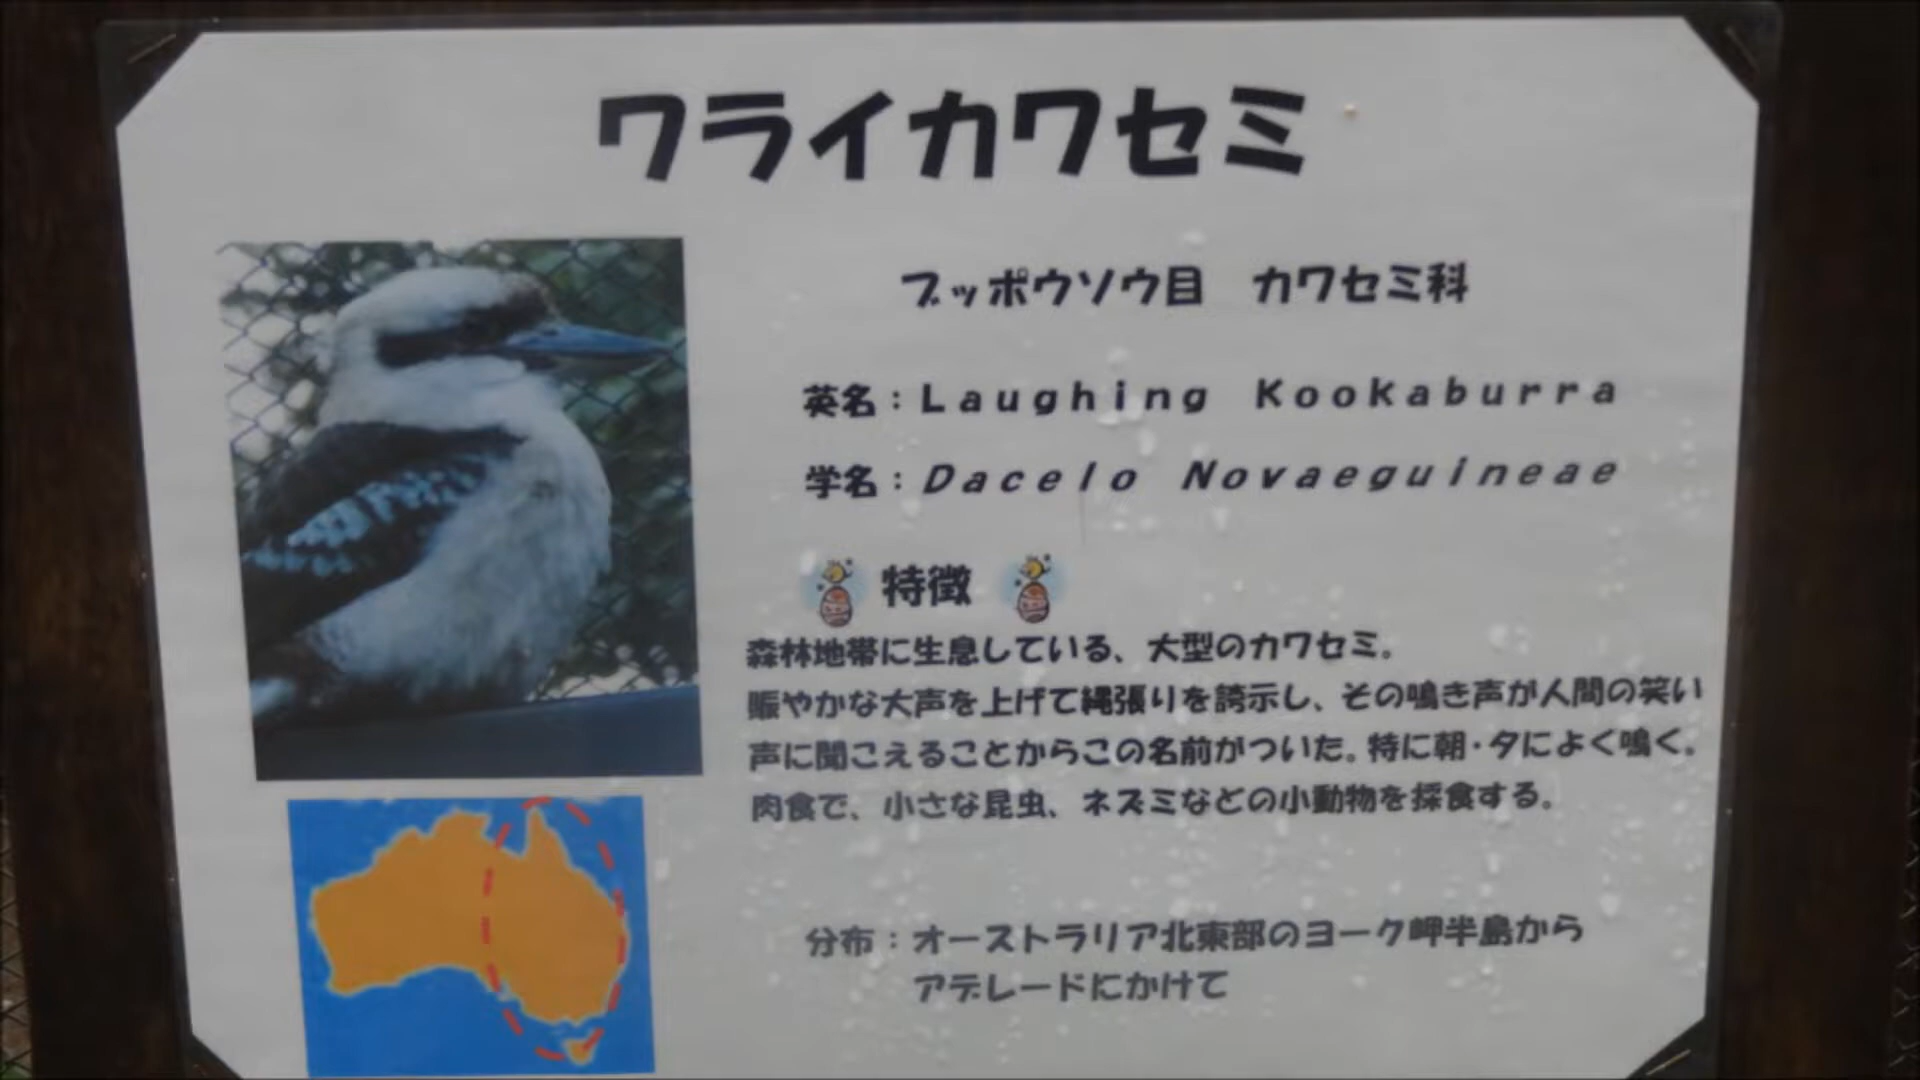 ワライカワセミ
ブッポウソウ目　カワセミ科
英名：Laughing Kookaburra
学名：Dacelo Novaeguineae
特徴
森林地帯に生息している、大型のカワセミ。
賑やかな大声を上げて縄張りを誇示し、その鳴き声が人間の笑い
声に聞こえることからこの名前がついた。特に朝・夕によく鳴く。
肉食で、小さな昆虫、ネズミなどの小動物を採食する。
分布：オーストラリア北東部のヨーク岬半島から
アデレードにかけて